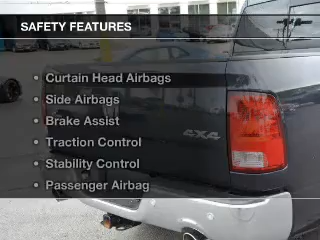 SAFETY FEATURES
• Curtain Head Airbags
• Side Airbags
• Brake Assist
• Traction Control
• Stability Control
• Passenger Airbag
4X4